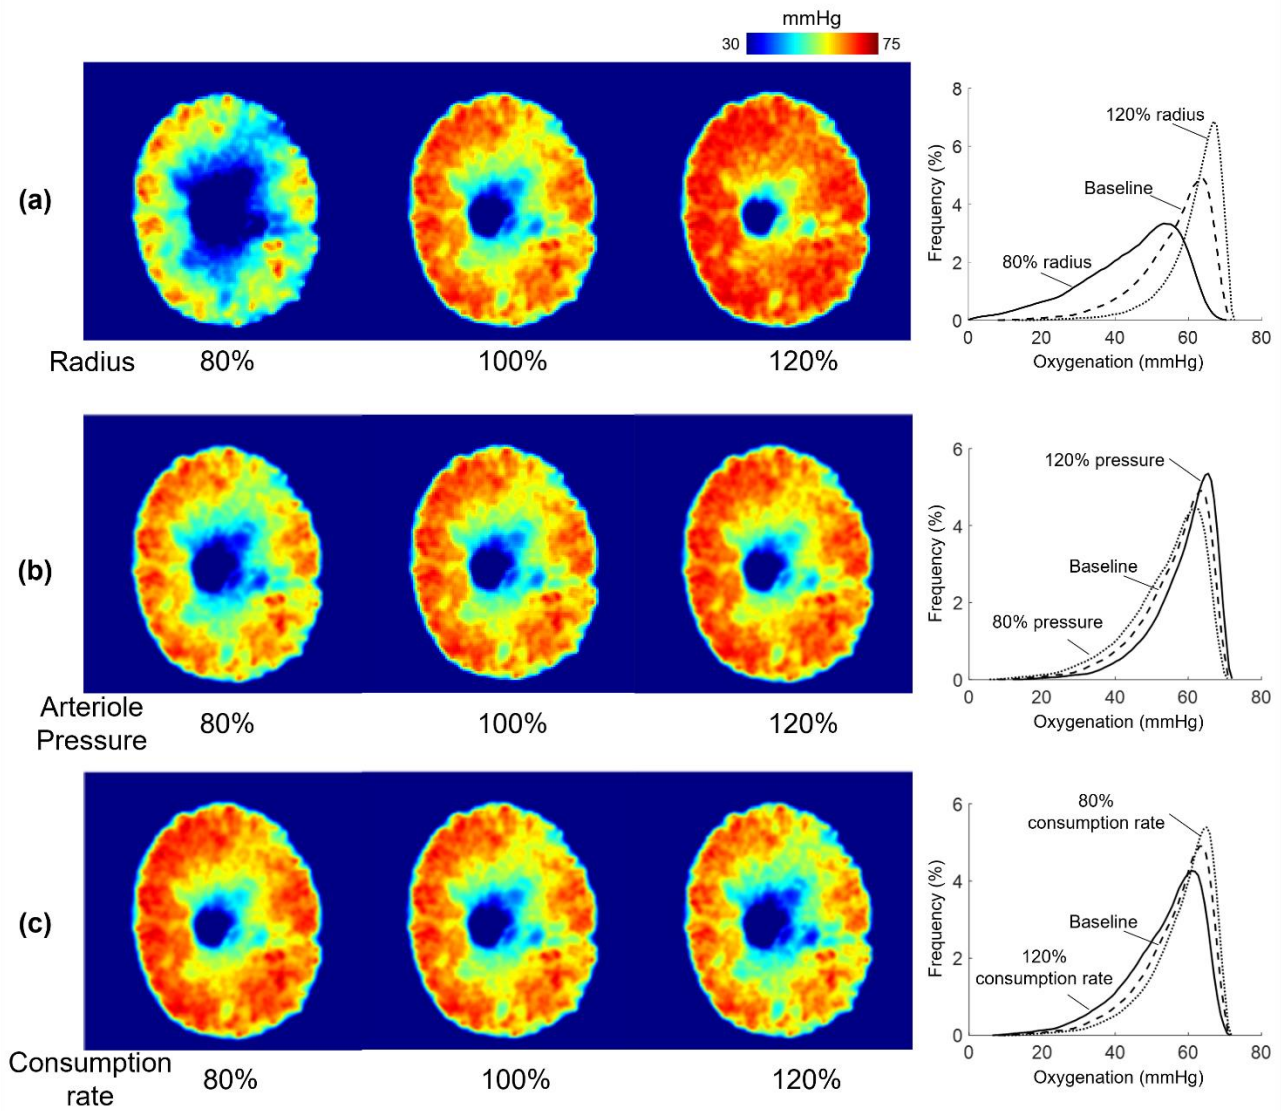 mmHg
30
75
(a)
Radius
80%
100%
120%
Frequency (%)
8
6
4
2
0
120% radius
Baseline
80% radius
0
20
40
60
80
Oxygenation (mmHg)
(b)
Arteriole
Pressure
80%
100%
120%
Frequency (%)
6
4
2
0
120% pressure
Baseline
80% pressure
0
20
40
60
80
Oxygenation (mmHg)
(c)
Consumption
rate
80%
100%
120%
Frequency (%)
6
4
2
0
80%
consumption rate
Baseline
120%
consumption rate
0
20
40
60
80
Oxygenation (mmHg)